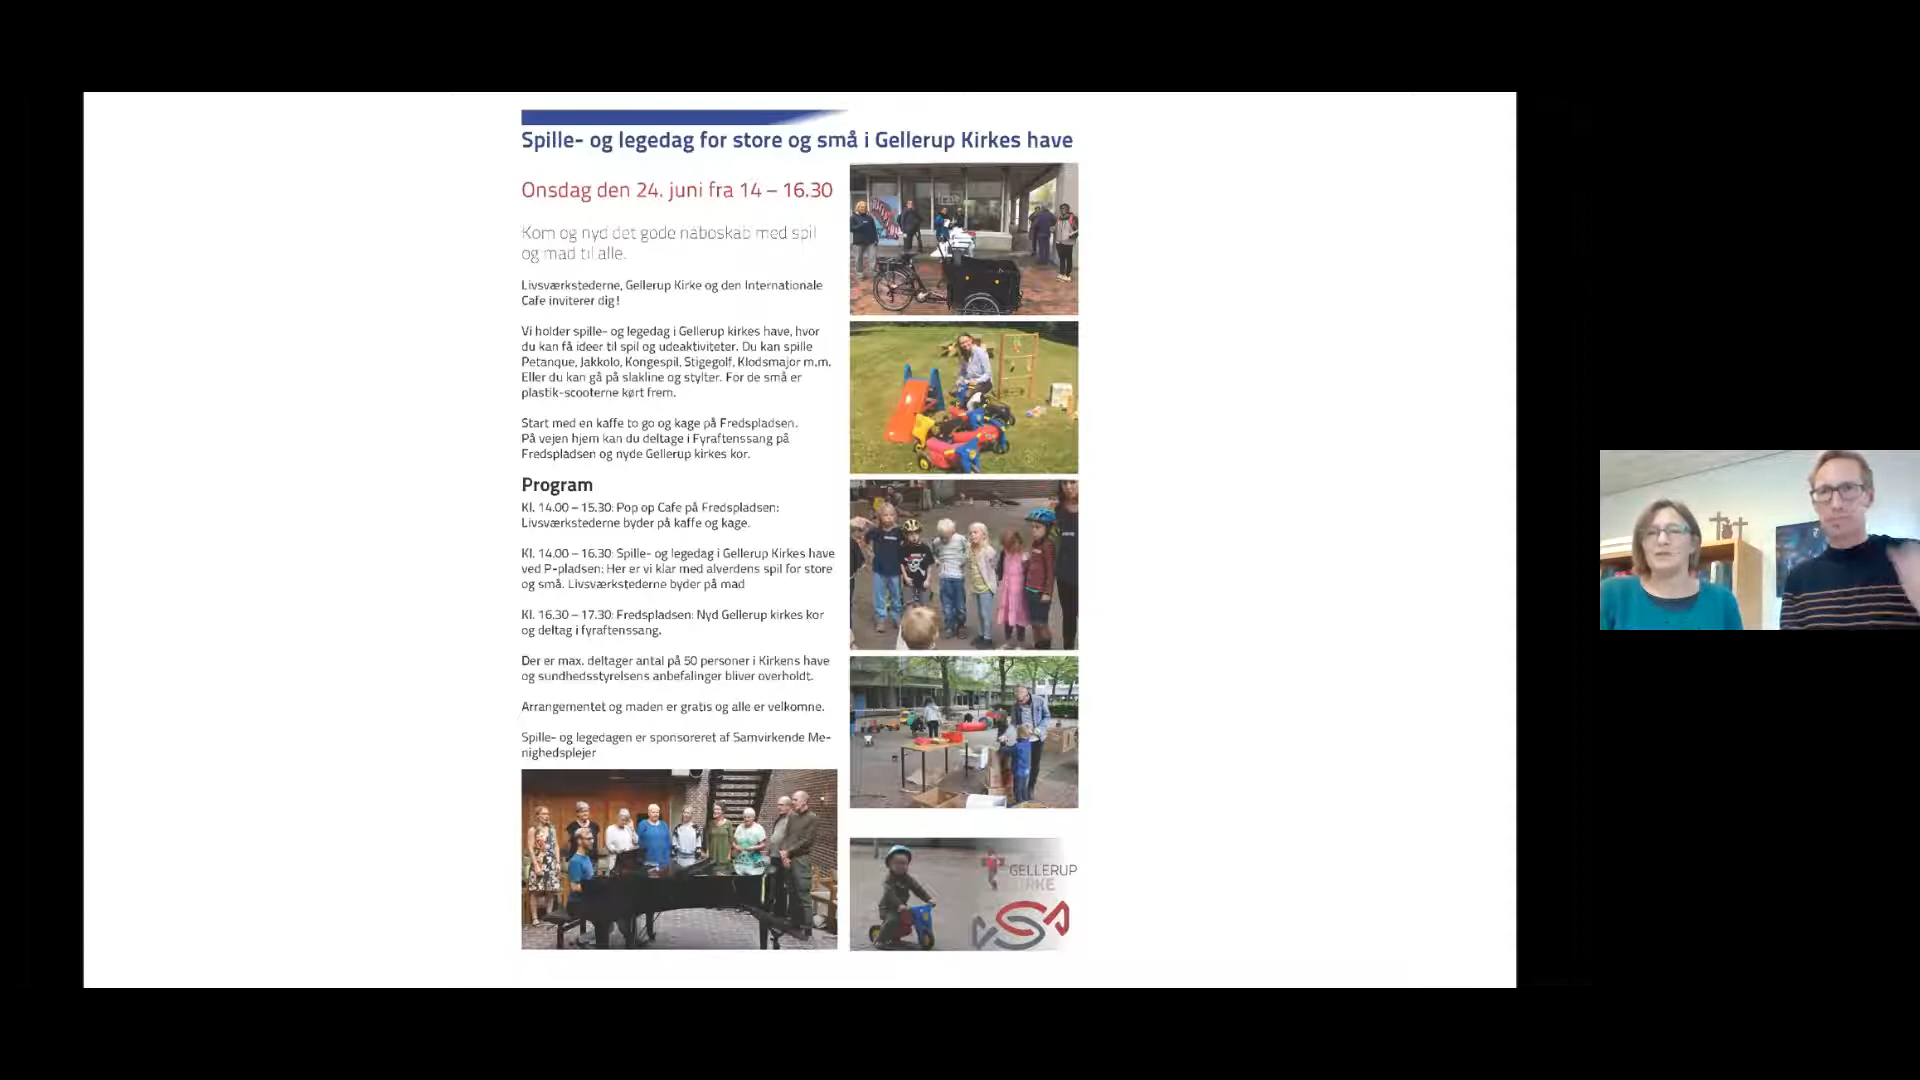 Spille- og legedag for store og små i Gellerup Kirkes have
Onsdag den 24. juni fra 14 – 16.30
Kom og nyd det gode naboskab med spil
og mad til alle.
Livsværkstederne, Gellerup Kirke og den Internationale
Cafe inviterer dig!
Vi holder spille- og legedag i Gellerup kirkes have, hvor
du kan få ideer til spil og udeaktiviteter. Du kan spille
Petanque, Jakkolo, Kongespil, Stigegolf, Klodsmajor m.m.
Eller du kan gå på slakline og stylter. For de små er
plastik-scooterne kørt frem.
Start med en kaffe to go og kage på Fredspladsen.
På vejen hjem kan du deltage i Fyraftenssang på
Fredspladsen og nyde Gellerup kirkes kor.
Program
Kl. 14.00 – 15.30: Pop op Cafe på Fredspladsen:
Livsværkstederne byder på kaffe og kage.
Kl. 14.00 – 16.30: Spille- og legedag i Gellerup Kirkes have
ved P-pladsen: Her er vi klar med alverdens spil for store
og små. Livsværkstederne byder på mad
Kl. 16.30 – 17.30: Fredspladsen: Nyd Gellerup kirkes kor
og deltag i fyraftenssang.
Der er max. deltager antal på 50 personer i Kirkens have
og sundhedsstyrelsens anbefalinger bliver overholdt.
Arrangementet og maden er gratis og alle er velkomne.
Spille- og legedagen er sponsoreret af Samvirkende Me-
nighedsplejer
GELLERUP
KIRKE